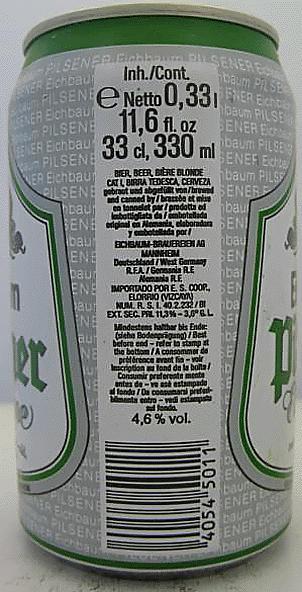 Inh./Cont.
e Netto 0,33 l
11,6 fl. oz
33 cl, 330 ml
BIER, BEER, BIÈRE BLONDE
CAT I, BIRRA TEDESCA, CERVEZA
gebraut und abgefüllt von/brewed
and canned by/brassée et mise
en tonnelet par/prodotta ed
imbottigliata da/embotellada
original en Alemania, elaborada
y embotellada por/
EICHBAUM-BRAUEREIEN AG
MANNHEIM
Deutschland/West Germany
R.F.A./Germania R.F.
Alemania R.F.
IMPORTADO POR E. S. COOP.,
ELORRIO (VIZCAYA)
NUM. R. S. I. 40.2.232/BI
EXT. SEC. PRI. 11,3% – 3,6° G. L.
Mindestens haltbar bis Ende:
(siehe Bodenprägung) / Best
before end – refer to stamp at
the bottom / A consommer de
préférence avant fin – voir
inscription au fond de la boîte /
Consumir preferente mente
antes de – ve asé estampado
al fondo / Da consumarsi preferi-
bilmente entro – vedi estampato
sul fondo.
4,6 % vol.
4054 5011
PILSENER Eichbaum